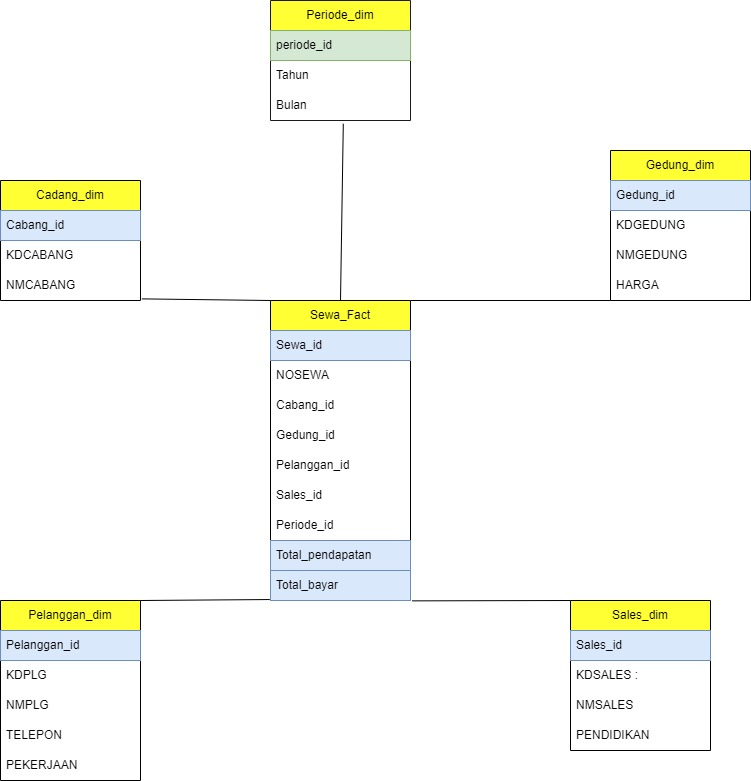 Periode_dim
periode_id
Tahun
Bulan
Gedung_dim
Gedung_id
KDGEDUNG
NMGEDUNG
HARGA
Cadang_dim
Cabang_id
KDCABANG
NMCABANG
Sewa_Fact
Sewa_id
NOSEWA
Cabang_id
Gedung_id
Pelanggan_id
Sales_id
Periode_id
Total_pendapatan
Total_bayar
Pelanggan_dim
Pelanggan_id
KDPLG
NMPLG
TELEPON
PEKERJAAN
Sales_dim
Sales_id
KDSALES :
NMSALES
PENDIDIKAN